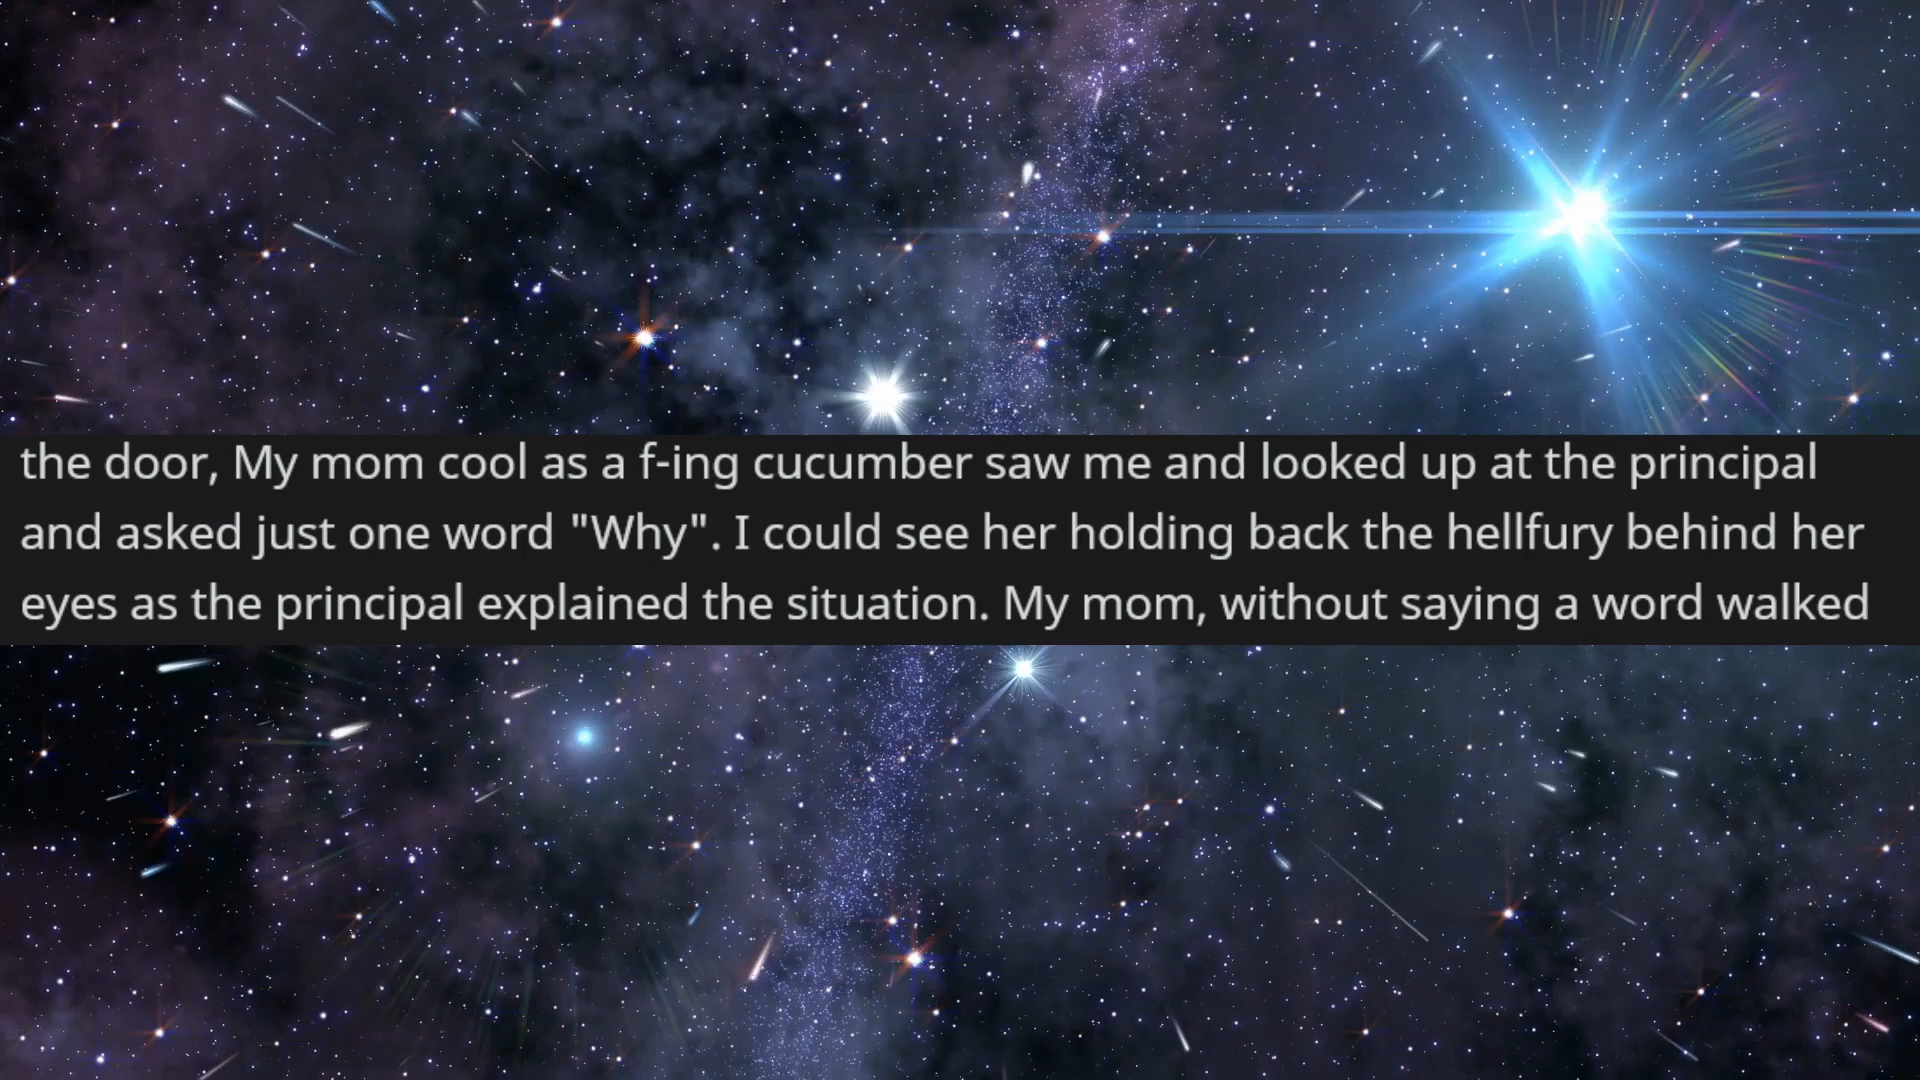 the door, My mom cool as a f-ing cucumber saw me and looked up at the principal
and asked just one word "Why". I could see her holding back the hellfury behind her
eyes as the principal explained the situation. My mom, without saying a word walked